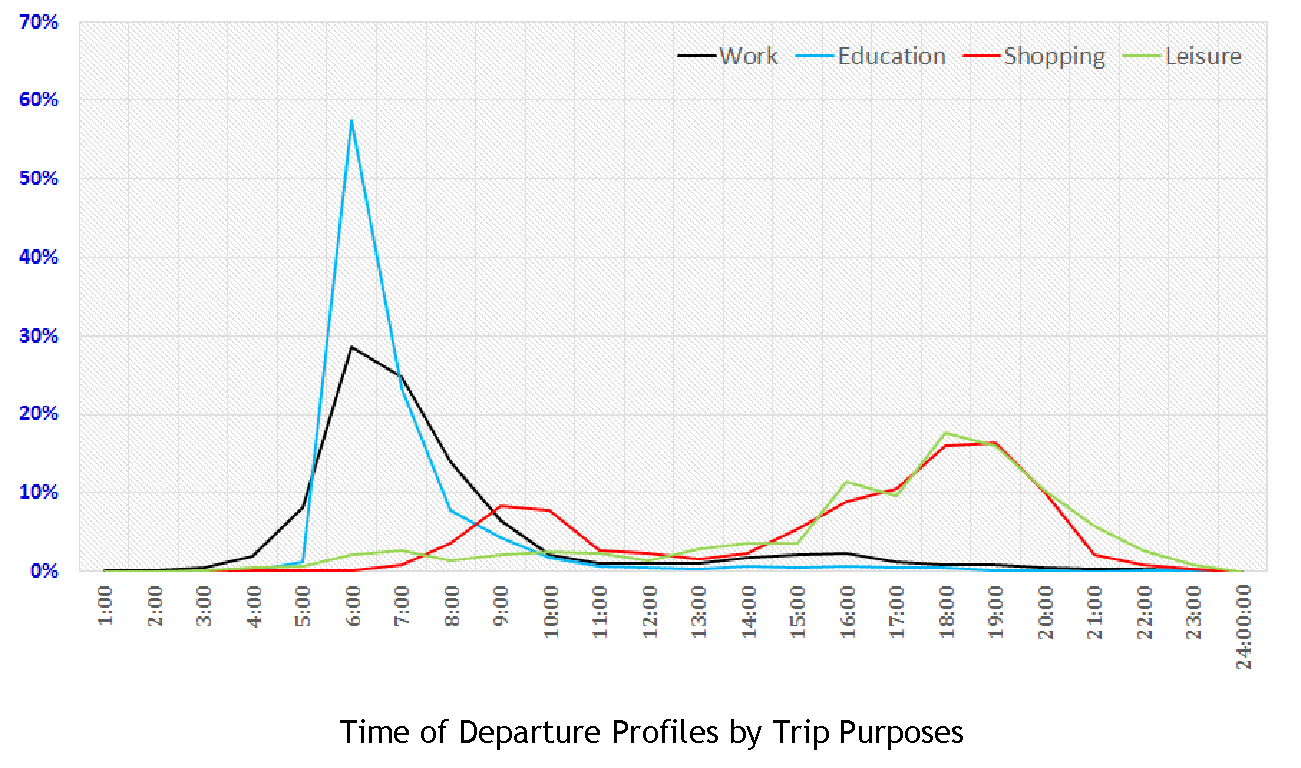 70%
Work Education Shopping Leisure
60%
50%
40%
30%
20%
10%
0%
1:00 2:00 3:00 4:00 5:00 6:00 7:00 8:00 9:00 10:00 11:00 12:00 13:00 14:00 15:00 16:00 17:00 18:00 19:00 20:00 21:00 22:00 23:00 24:00:00
Time of Departure Profiles by Trip Purposes